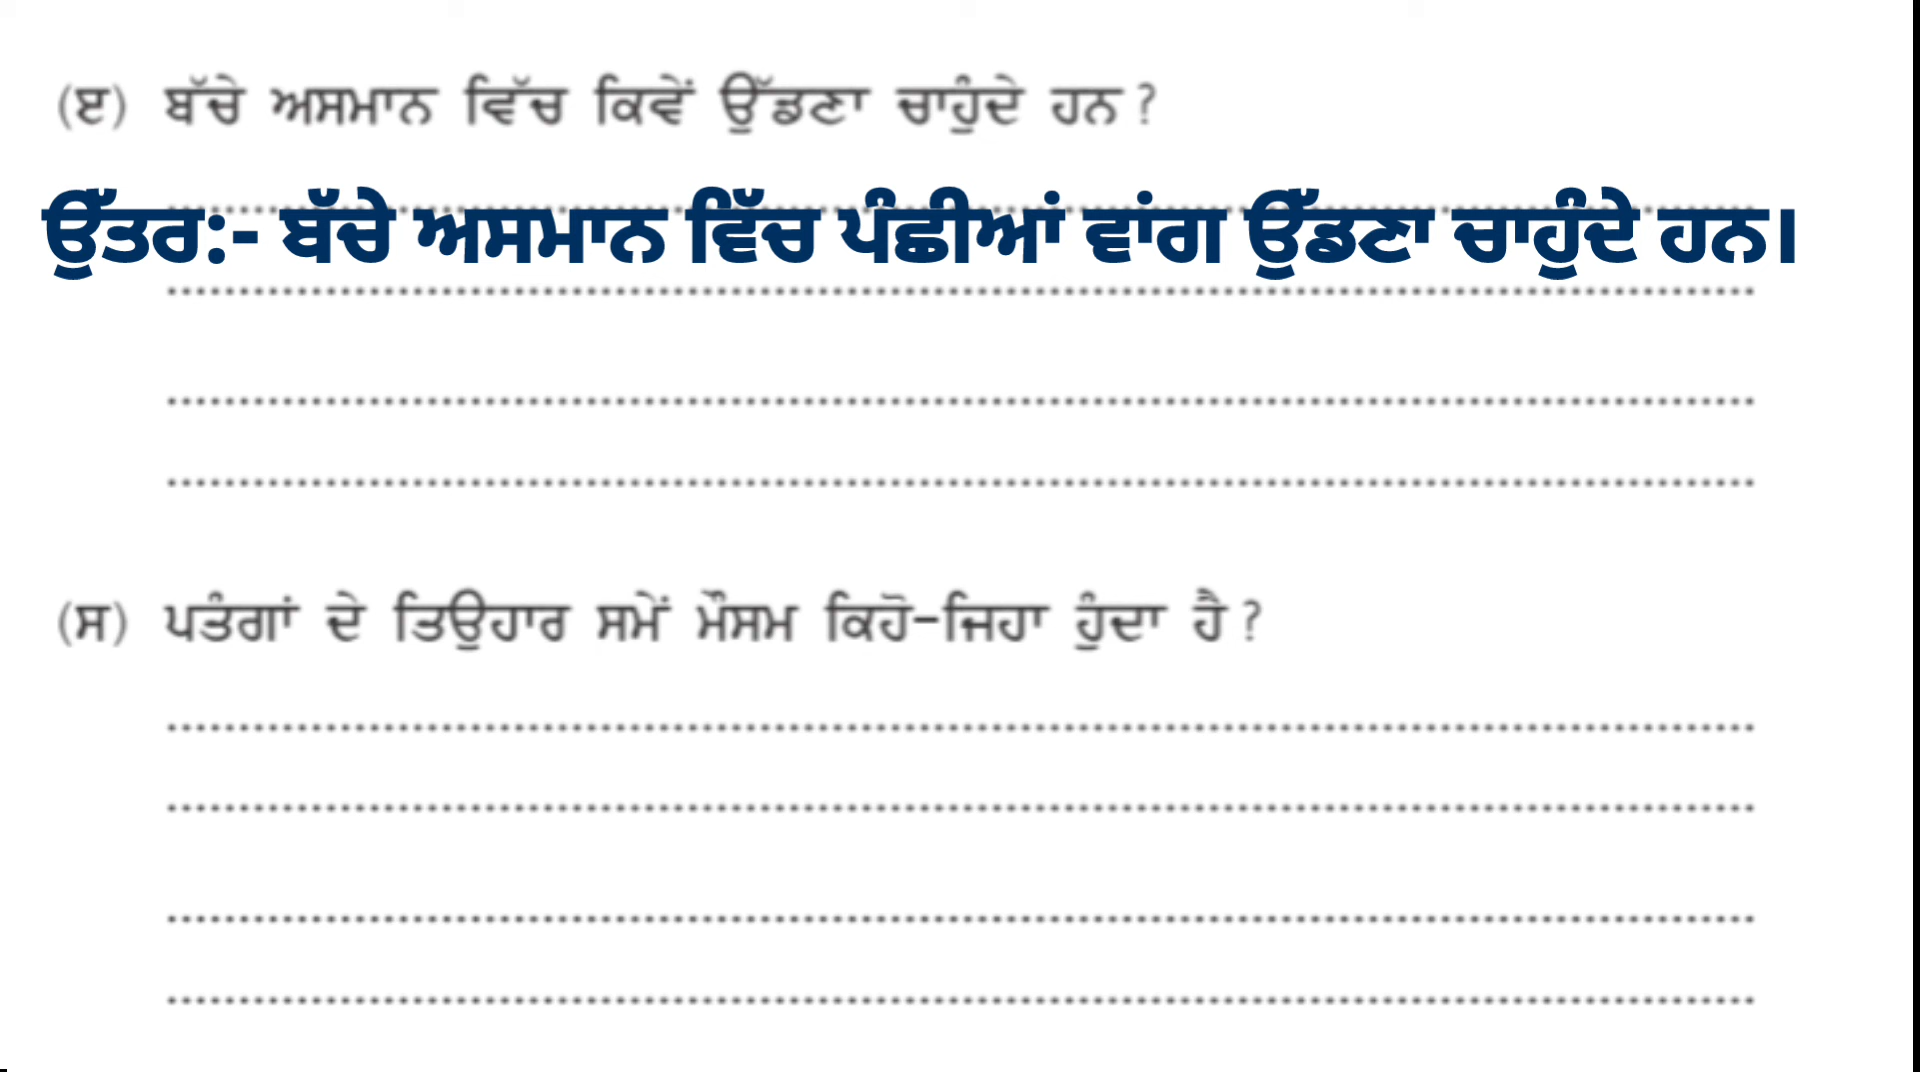 (ੲ) ਬੱਚੇ ਅਸਮਾਨ ਵਿੱਚ ਕਿਵੇਂ ਉੱਡਣਾ ਚਾਹੁੰਦੇ ਹਨ ?
ਉੱਤਰ:- ਬੱਚੇ ਅਸਮਾਨ ਵਿੱਚ ਪੰਛੀਆਂ ਵਾਂਗ ਉੱਡਣਾ ਚਾਹੁੰਦੇ ਹਨ।
(ਸ) ਪਤੰਗਾਂ ਦੇ ਤਿਉਹਾਰ ਸਮੇਂ ਮੌਸਮ ਕਿਹੋ-ਜਿਹਾ ਹੁੰਦਾ ਹੈ ?